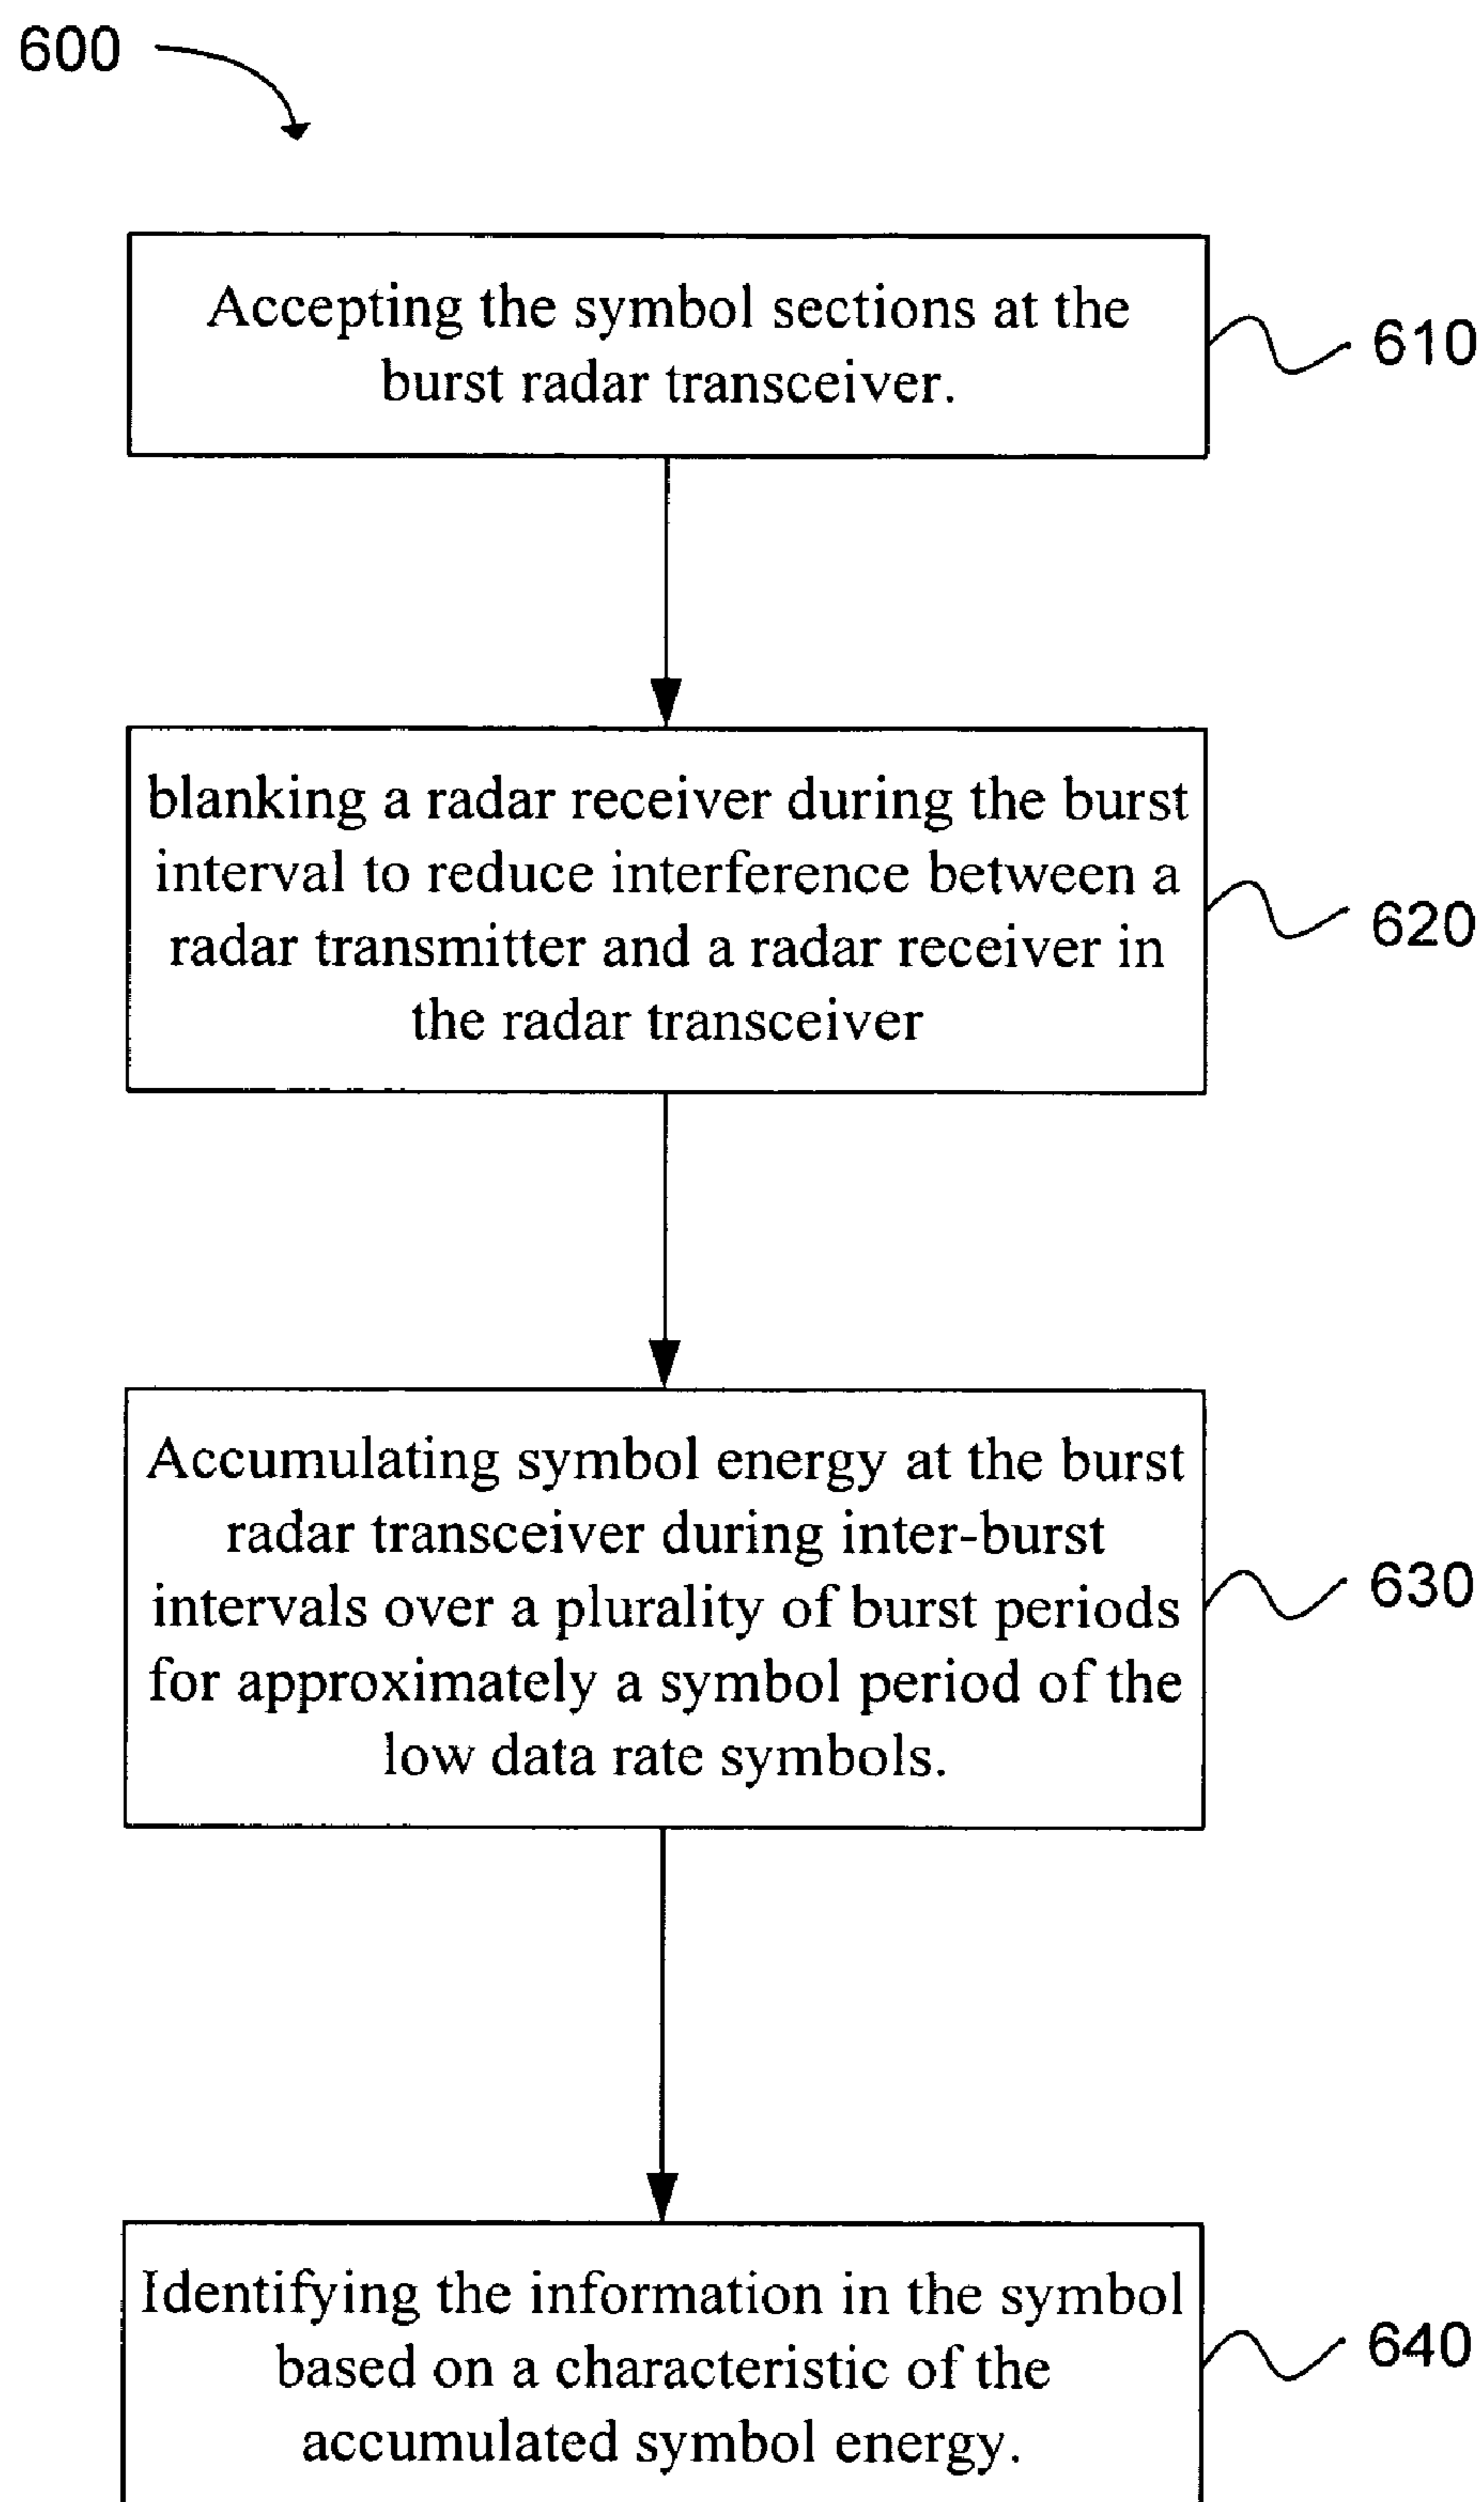 600
Accepting the symbol sections at the
burst radar transceiver.
610
blanking a radar receiver during the burst
interval to reduce interference between a
radar transmitter and a radar receiver in
the radar transceiver
620
Accumulating symbol energy at the burst
radar transceiver during inter-burst
intervals over a plurality of burst periods
for approximately a symbol period of the
low data rate symbols.
630
Identifying the information in the symbol
based on a characteristic of the
accumulated symbol energy.
640